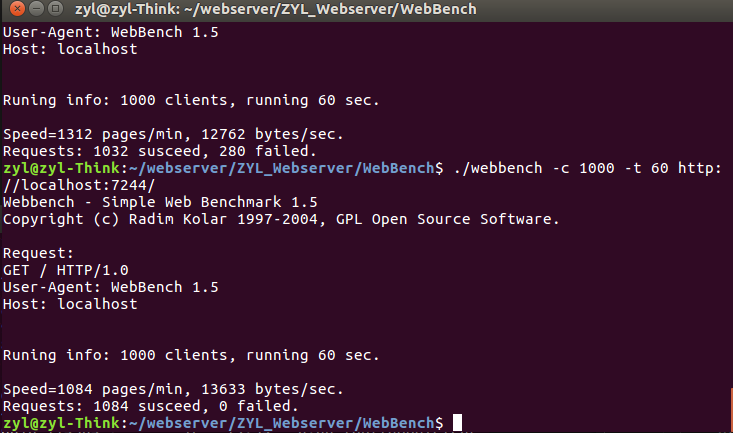 zyl@zyl-Think: ~/webserver/ZYL_Webserver/WebBench
User-Agent: WebBench 1.5
Host: localhost
Runing info: 1000 clients, running 60 sec.
Speed=1312 pages/min, 12762 bytes/sec.
Requests: 1032 susceed, 280 failed.
zyl@zyl-Think:~/webserver/ZYL_Webserver/WebBench$ ./webbench -c 1000 -t 60 http:
//localhost:7244/
Webbench - Simple Web Benchmark 1.5
Copyright (c) Radim Kolar 1997-2004, GPL Open Source Software.
Request:
GET / HTTP/1.0
User-Agent: WebBench 1.5
Host: localhost
Runing info: 1000 clients, running 60 sec.
Speed=1084 pages/min, 13633 bytes/sec.
Requests: 1084 susceed, 0 failed.
zyl@zyl-Think:~/webserver/ZYL_Webserver/WebBench$